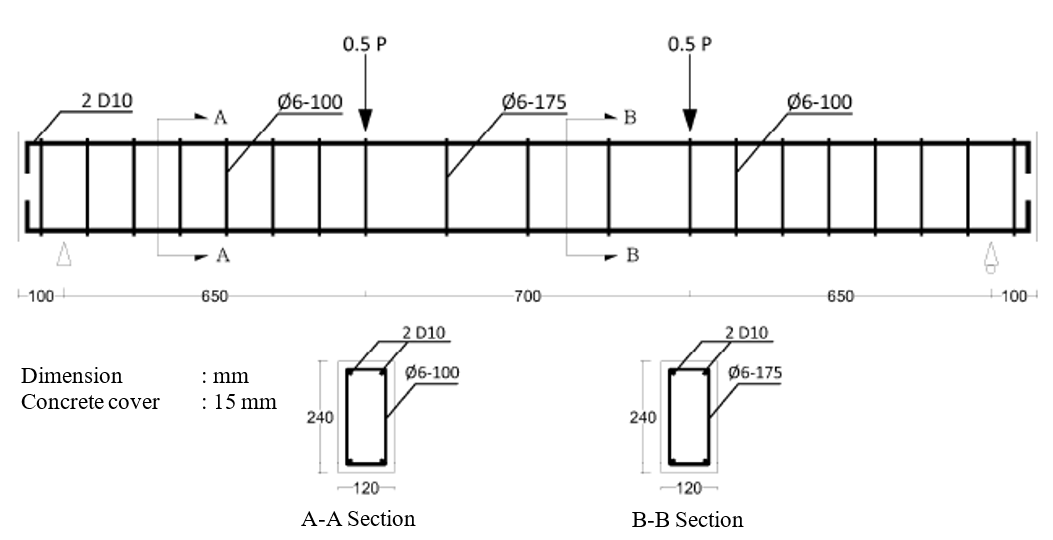 0.5 P
0.5 P
2 D10
A
Ø6-100
Ø6-175
B
Ø6-100
A
B
100
650
700
650
100
2 D10
2 D10
Dimension : mm
Ø6-100
Ø6-175
Concrete cover : 15 mm
240
240
120
120
A-A Section
B-B Section